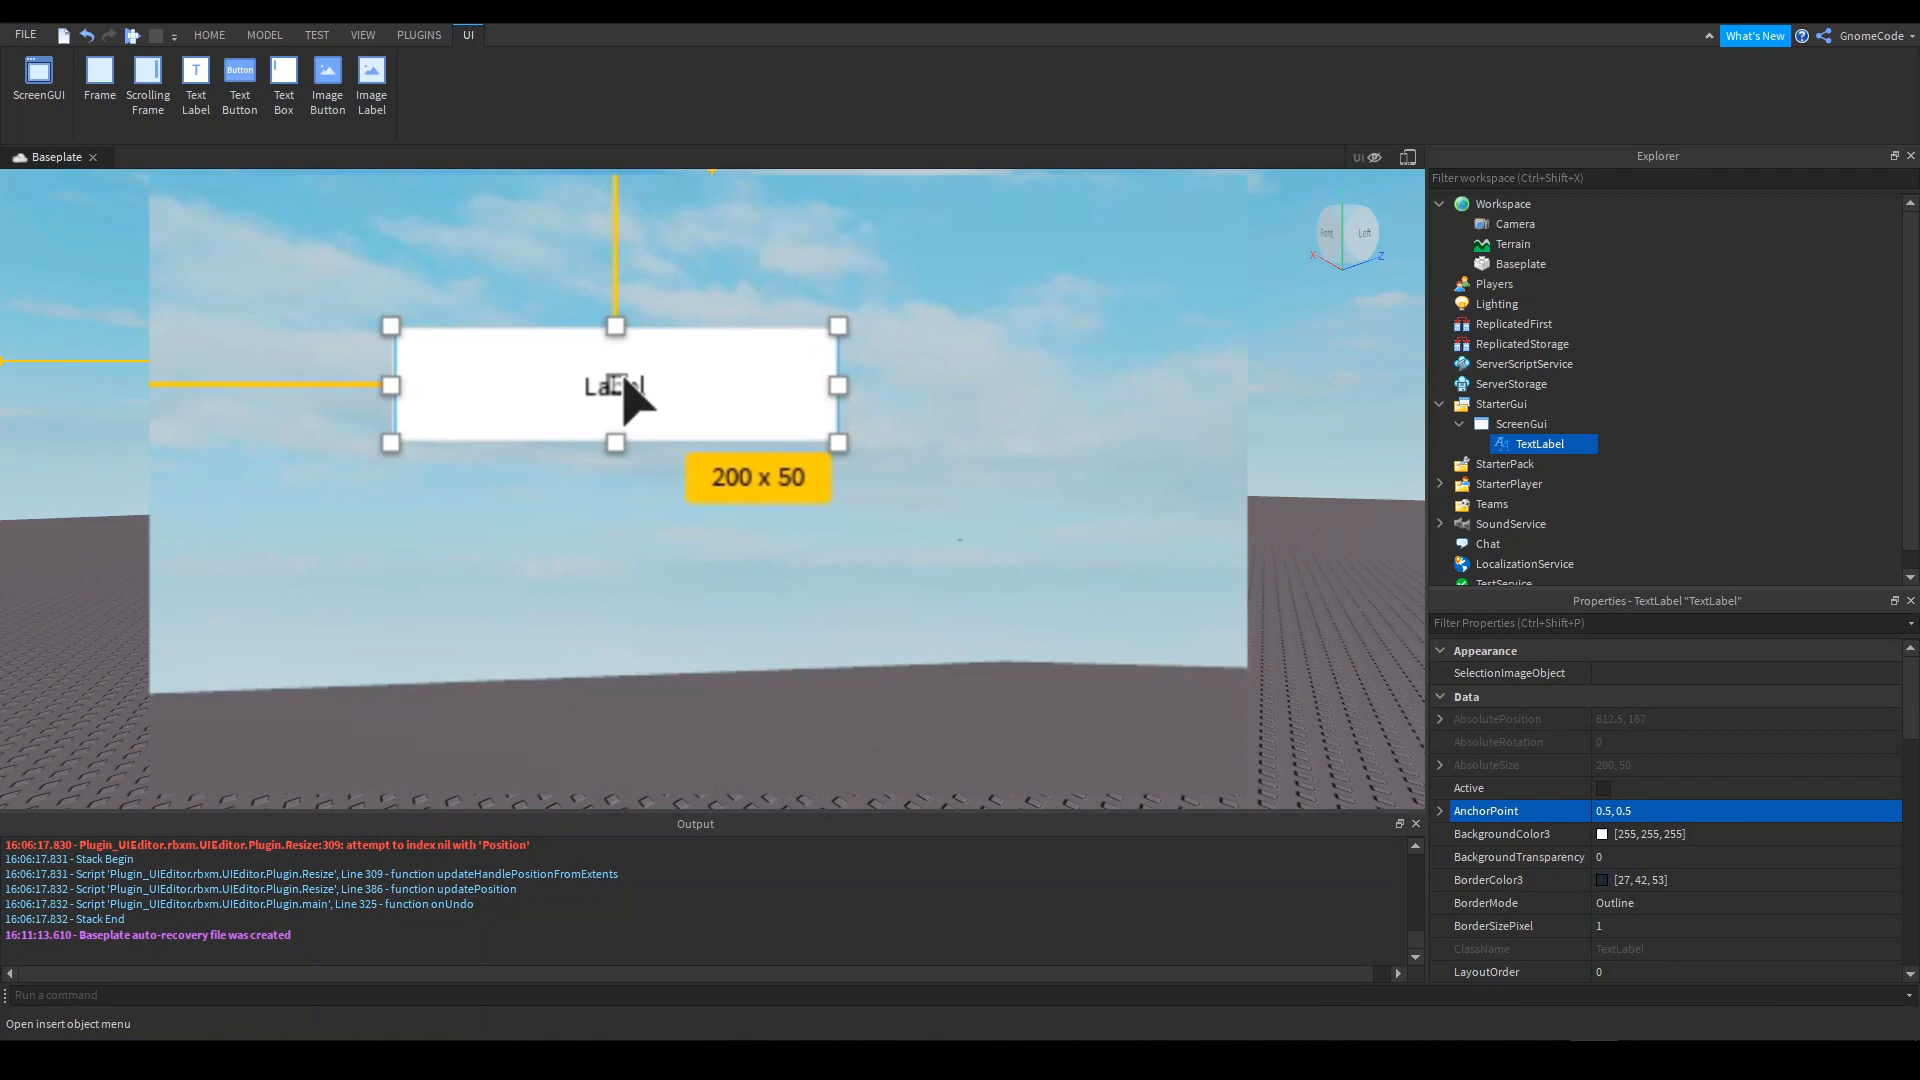 FILE HOME MODEL TEST VIEW PLUGINS UI What's New GnomeCode
ScreenGUI Frame Scrolling Frame Text Label Button Text Button Text Box Image Button Image Label
Baseplate UI
200 x 50
Front Left
X Z
Explorer
Filter workspace (Ctrl+Shift+X)
Workspace
Camera
Terrain
Baseplate
Players
Lighting
ReplicatedFirst
ReplicatedStorage
ServerScriptService
ServerStorage
StarterGui
ScreenGui
TextLabel
StarterPack
StarterPlayer
Teams
SoundService
Chat
LocalizationService
TestService
Properties - TextLabel "TextLabel"
Filter Properties (Ctrl+Shift+P)
Appearance
SelectionImageObject
Data
AbsolutePosition 612.5, 167
AbsoluteRotation 0
AbsoluteSize 200, 50
Active
AnchorPoint 0.5, 0.5
BackgroundColor3 [255, 255, 255]
BackgroundTransparency 0
BorderColor3 [27, 42, 53]
BorderMode Outline
BorderSizePixel 1
ClassName TextLabel
LayoutOrder 0
Output
16:06:17.830 - Plugin_UIEditor.rbxm.UIEditor.Plugin.Resize:309: attempt to index nil with 'Position'
16:06:17.831 - Stack Begin
16:06:17.831 - Script 'Plugin_UIEditor.rbxm.UIEditor.Plugin.Resize', Line 309 - function updateHandlePositionFromExtents
16:06:17.832 - Script 'Plugin_UIEditor.rbxm.UIEditor.Plugin.Resize', Line 386 - function updatePosition
16:06:17.832 - Script 'Plugin_UIEditor.rbxm.UIEditor.Plugin.main', Line 325 - function onUndo
16:06:17.832 - Stack End
16:11:13.610 - Baseplate auto-recovery file was created
Run a command
Open insert object menu